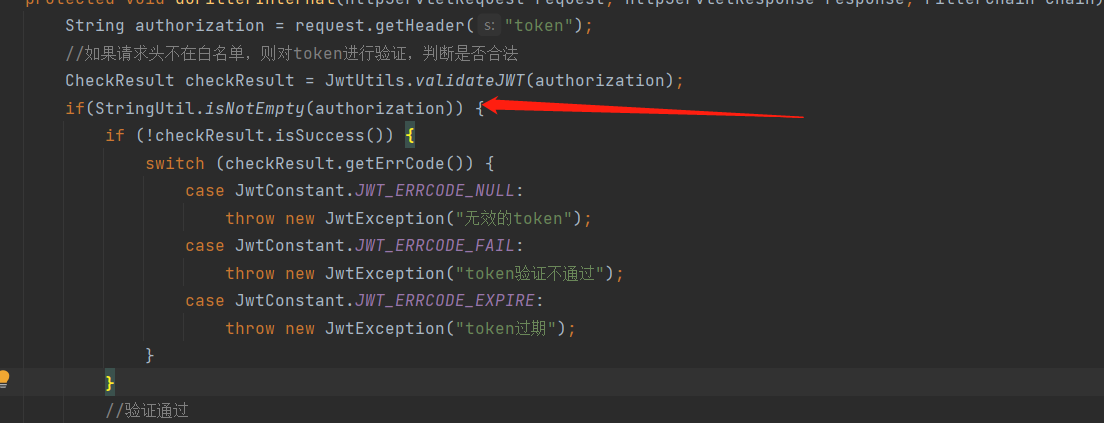 protected void doFilterInternal(HttpServletRequest request, HttpServletResponse response, FilterChain chain)
String authorization = request.getHeader( s: "token");
//如果请求头不在白名单，则对token进行验证，判断是否合法
CheckResult checkResult = JwtUtils.validateJWT(authorization);
if(StringUtil.isNotEmpty(authorization)) {
if (!checkResult.isSuccess()) {
switch (checkResult.getErrCode()) {
case JwtConstant.JWT_ERRCODE_NULL:
throw new JwtException("无效的token");
case JwtConstant.JWT_ERRCODE_FAIL:
throw new JwtException("token验证不通过");
case JwtConstant.JWT_ERRCODE_EXPIRE:
throw new JwtException("token过期");
}
}
//验证通过